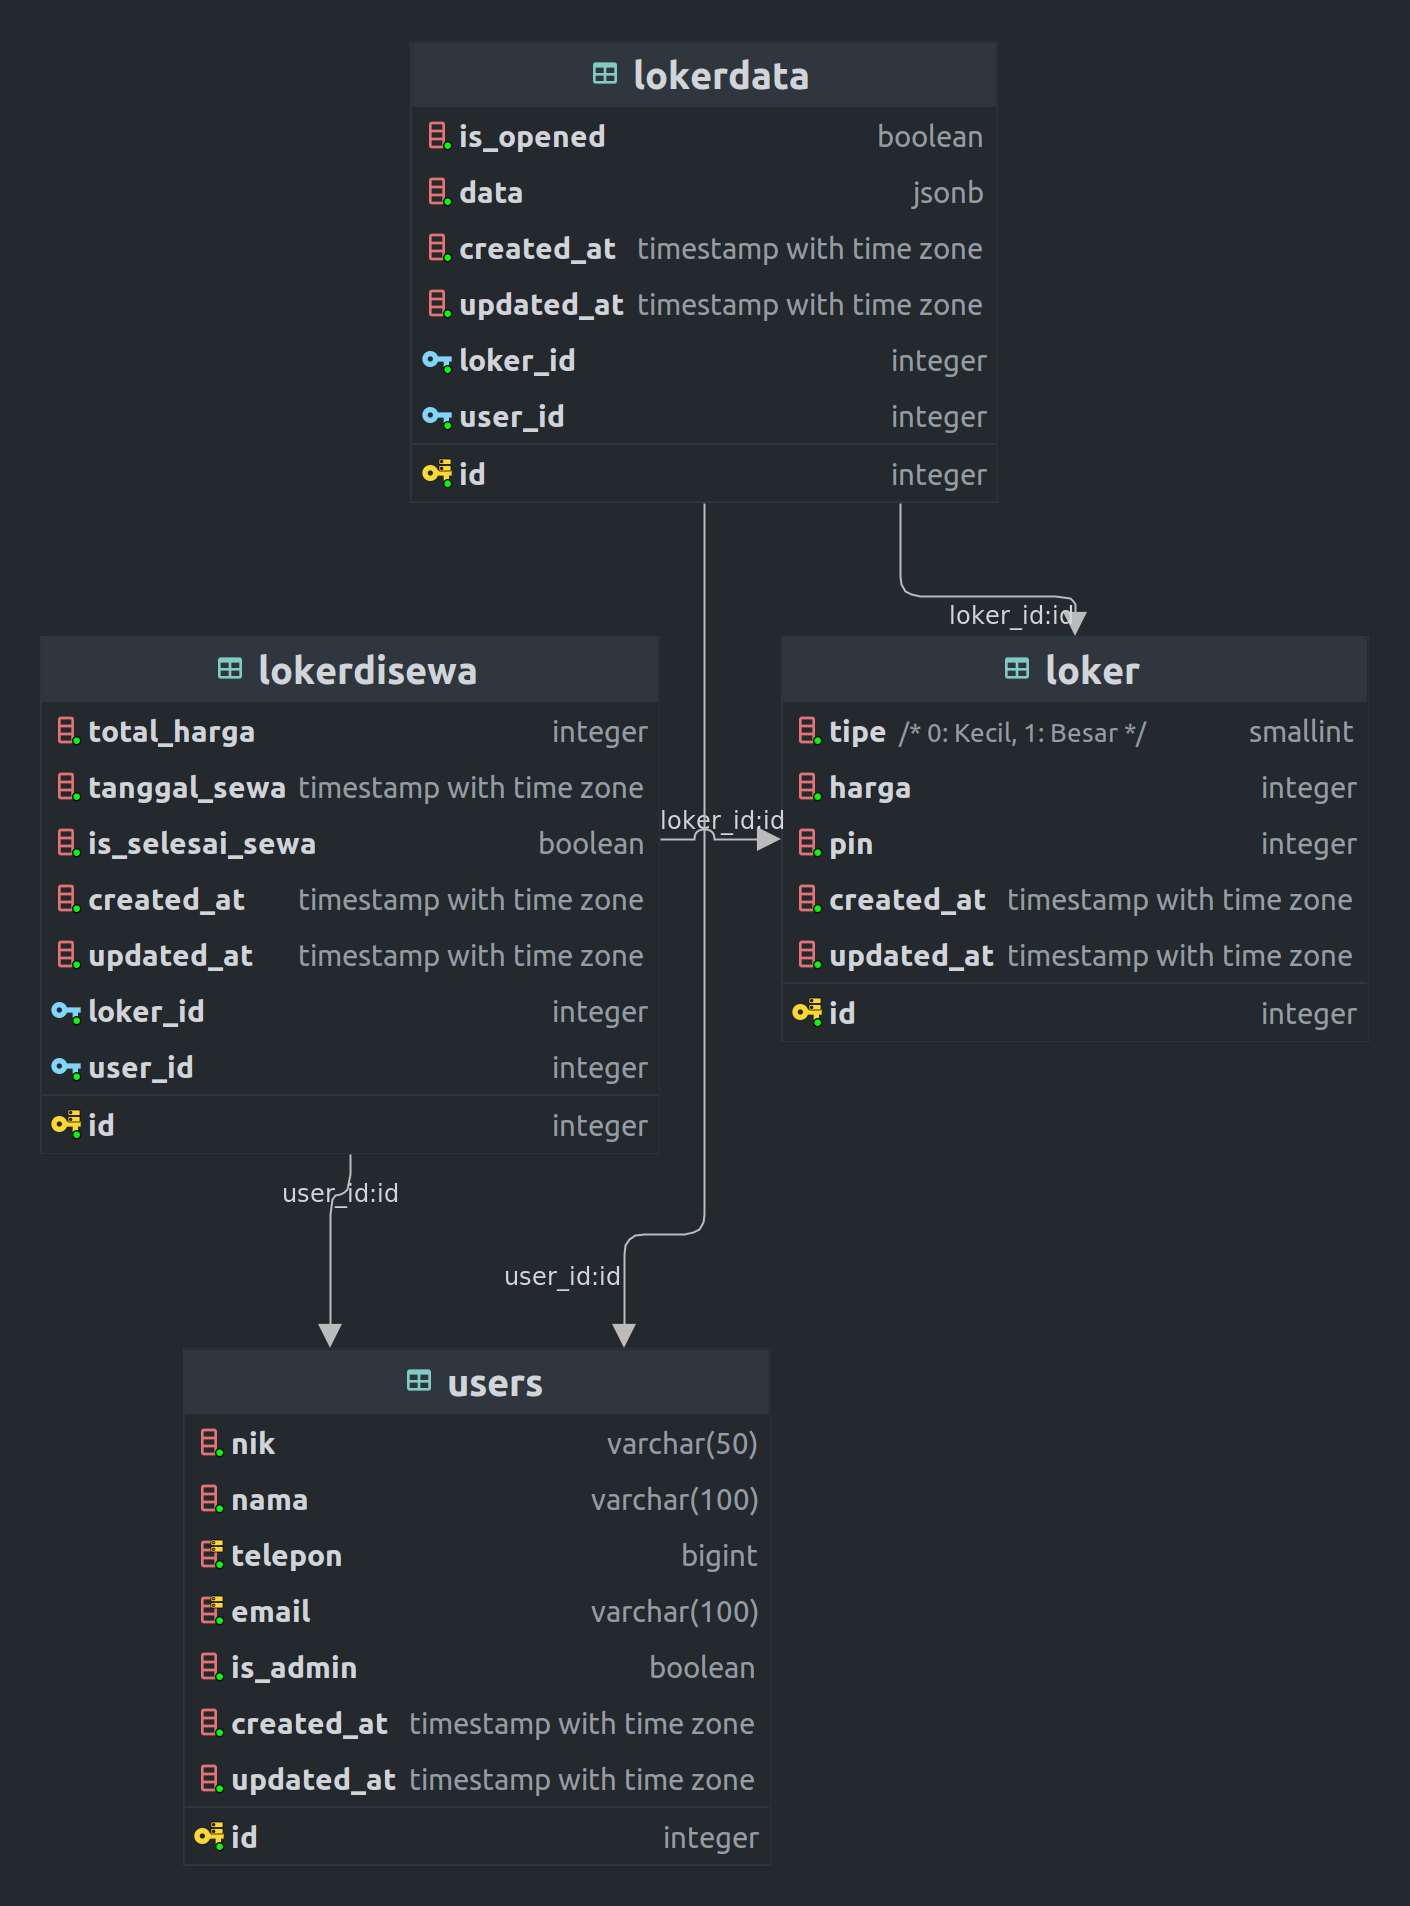 lokerdata
is_opened boolean
data jsonb
created_at timestamp with time zone
updated_at timestamp with time zone
loker_id integer
user_id integer
id integer
loker_id:id
lokerdisewa
total_harga integer
tanggal_sewa timestamp with time zone
is_selesai_sewa boolean
created_at timestamp with time zone
updated_at timestamp with time zone
loker_id integer
user_id integer
id integer
loker_id:id
loker
tipe /* 0: Kecil, 1: Besar */ smallint
harga integer
pin integer
created_at timestamp with time zone
updated_at timestamp with time zone
id integer
user_id:id
user_id:id
users
nik varchar(50)
nama varchar(100)
telepon bigint
email varchar(100)
is_admin boolean
created_at timestamp with time zone
updated_at timestamp with time zone
id integer